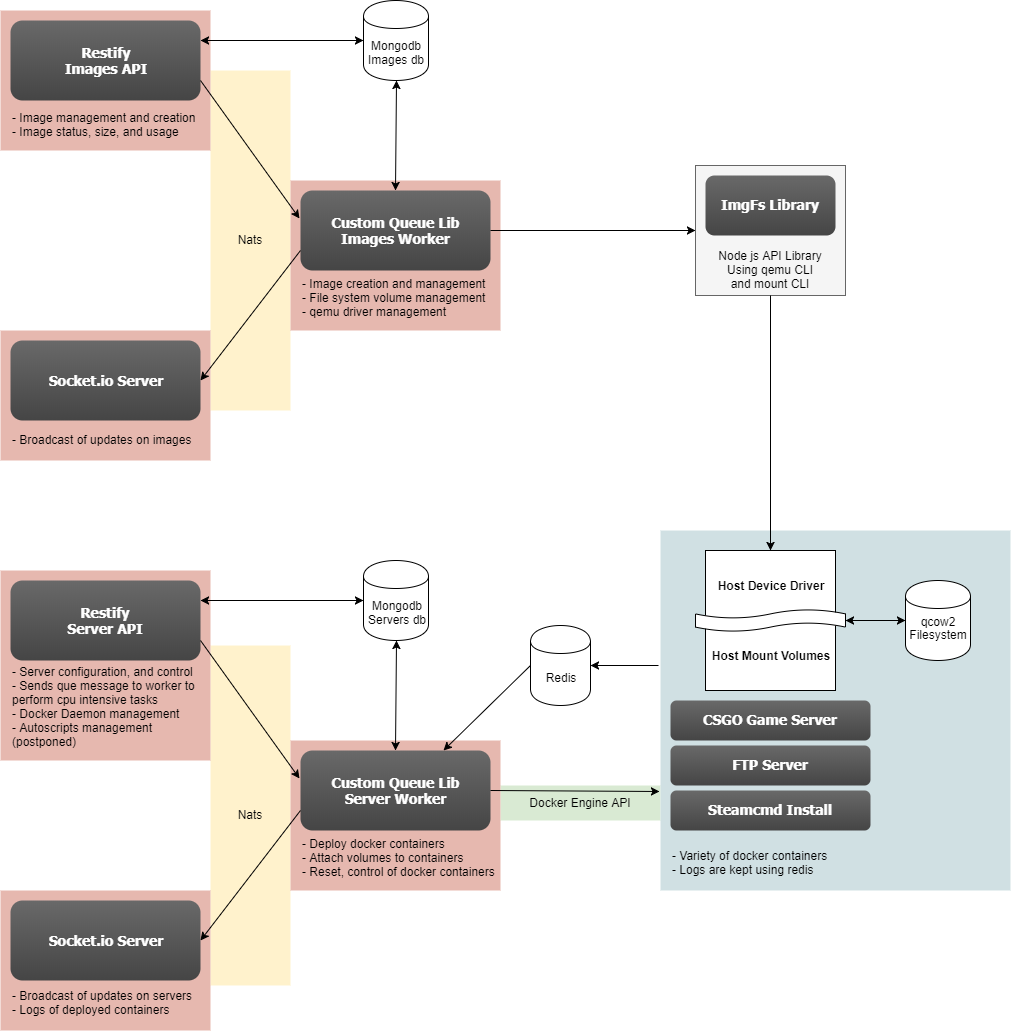 Restify
Images API
- Image management and creation
- Image status, size, and usage
Mongodb
Images db
Nats
Custom Queue Lib
Images Worker
- Image creation and management
- File system volume management
- qemu driver management
ImgFs Library
Node js API Library
Using qemu CLI
and mount CLI
Socket.io Server
- Broadcast of updates on images
Restify
Server API
- Server configuration, and control
- Sends que message to worker to
perform cpu intensive tasks
- Docker Daemon management
- Autoscripts management
(postponed)
Mongodb
Servers db
Redis
Nats
Custom Queue Lib
Server Worker
- Deploy docker containers
- Attach volumes to containers
- Reset, control of docker containers
Docker Engine API
Host Device Driver
Host Mount Volumes
qcow2
Filesystem
CSGO Game Server
FTP Server
Steamcmd Install
- Variety of docker containers
- Logs are kept using redis
Socket.io Server
- Broadcast of updates on servers
- Logs of deployed containers